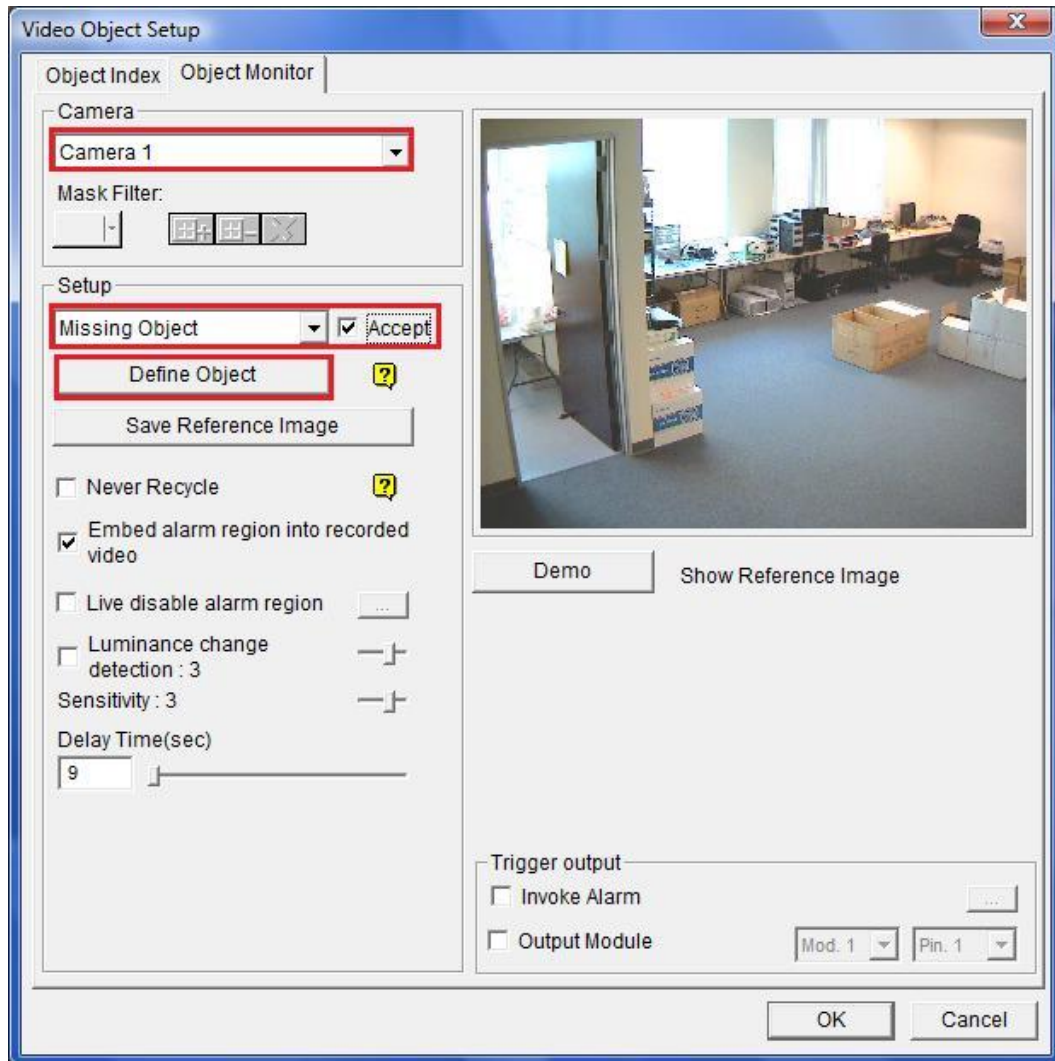 Video Object Setup
Object Index
Object Monitor
Camera
Camera 1
Mask Filter:
Setup
Missing Object
Accept
Define Object
?
Save Reference Image
Never Recycle
?
Embed alarm region into recorded
video
Live disable alarm region
...
Luminance change
detection : 3
Sensitivity : 3
Delay Time(sec)
9
Demo
Show Reference Image
Trigger output
Invoke Alarm
...
Output Module
Mod. 1
Pin. 1
OK
Cancel